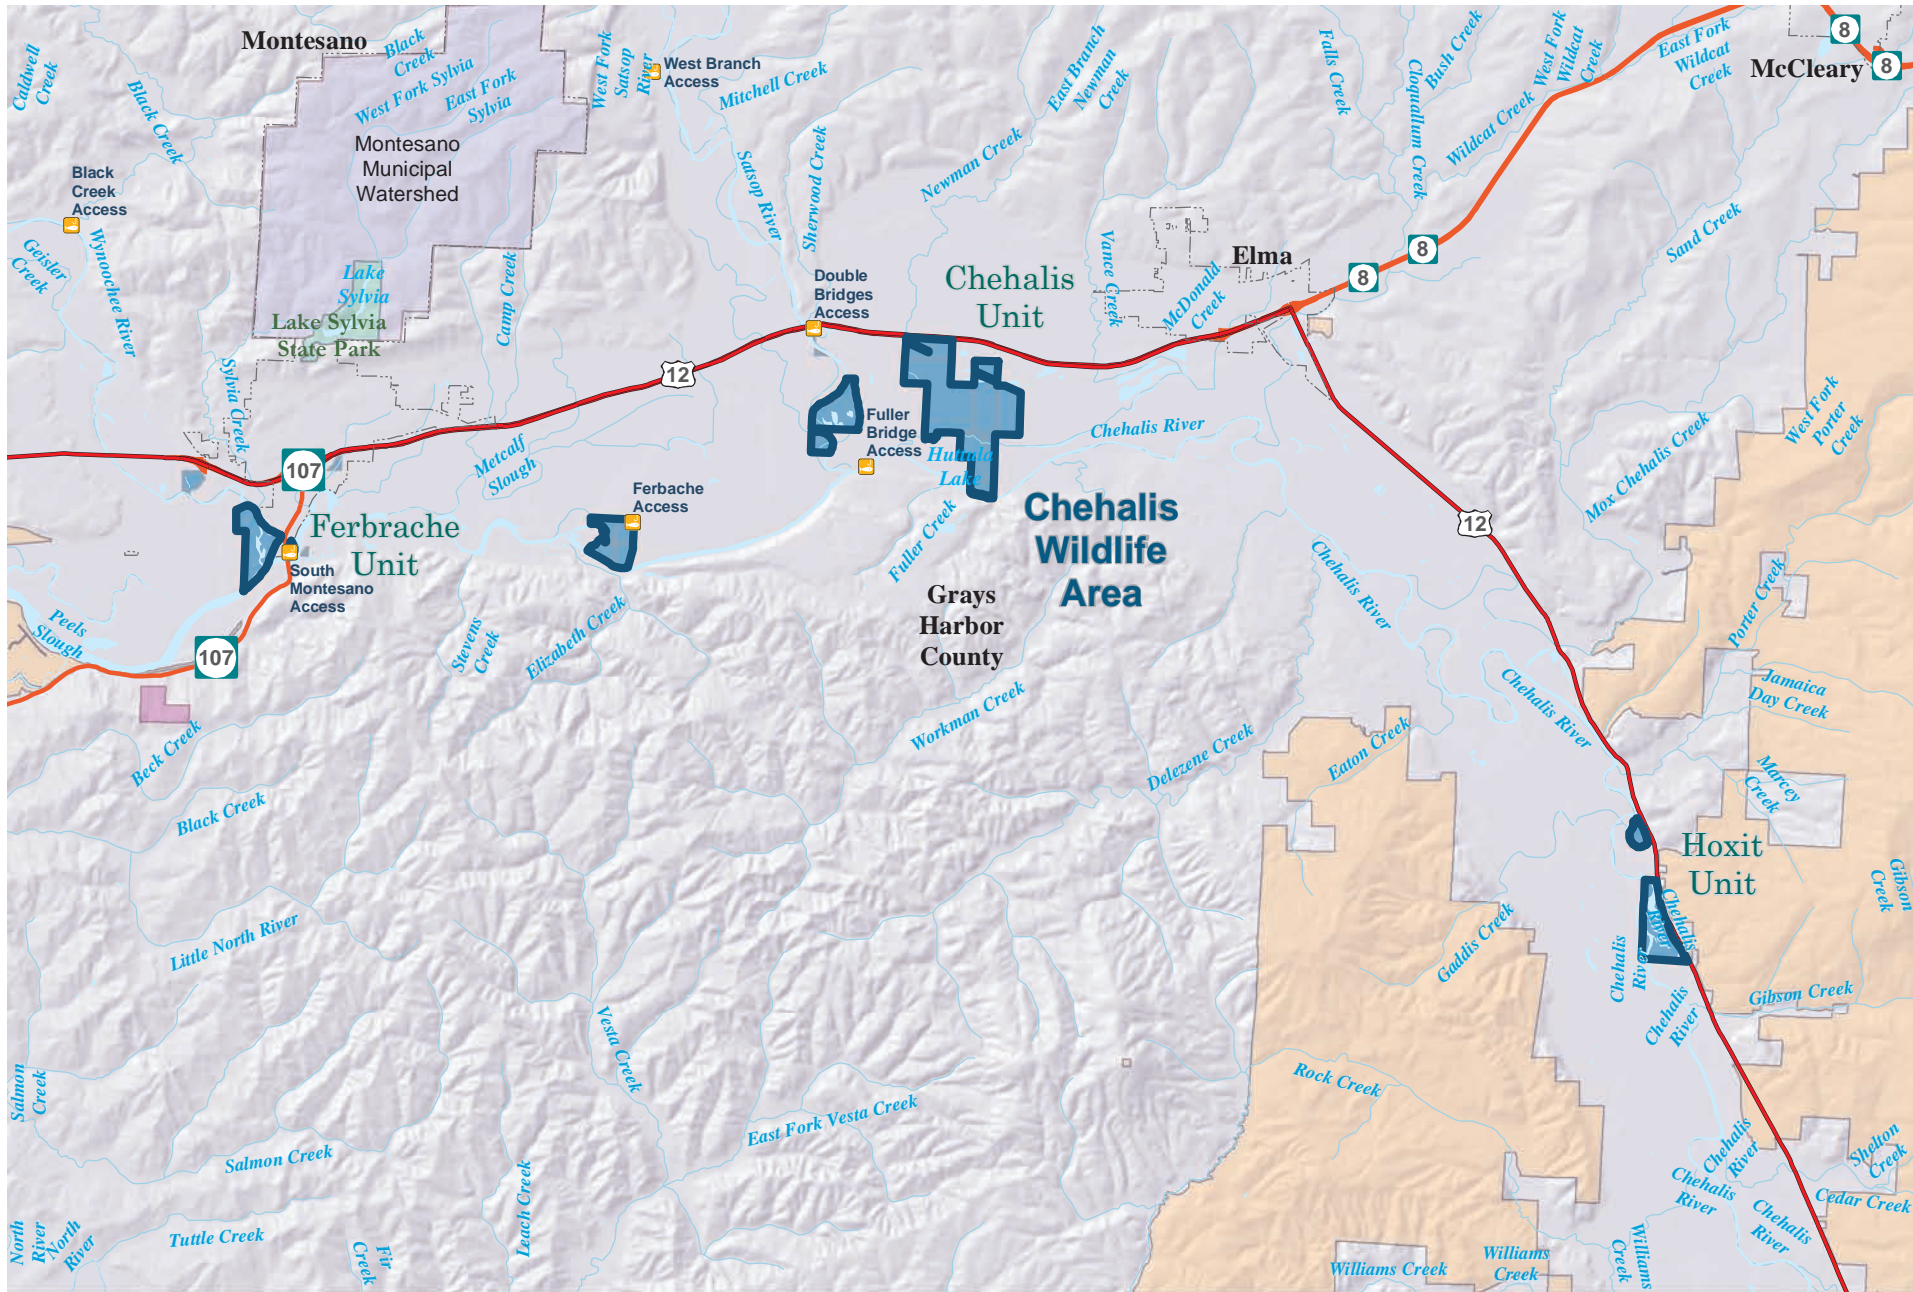 Montesano
Black
Creek
West Fork Sylvia
East Fork
Sylvia
Caldwell
Creek
Black Creek
Montesano
Municipal
Watershed
West Fork
Satsop
River
West Branch
Access
Mitchell Creek
East Branch
Newman
Creek
Falls Creek
Cloquallum Creek
Bush Creek
West Fork
Wildcat
Creek
East Fork
Wildcat
Creek
8
McCleary
8
Wildcat Creek
Black
Creek
Access
Geisler
Creek
Wynoochee River
Lake
Sylvia
Lake Sylvia
State Park
Sylvia Creek
Camp Creek
Satsop River
Sherwood Creek
Newman Creek
Double
Bridges
Access
Chehalis
Unit
Vance Creek
McDonald
Creek
Elma
8
8
Sand Creek
12
Fuller
Bridge
Access
Huttula
Lake
Chehalis River
West Fork
Porter
Creek
Mox Chehalis Creek
107
Metcalf
Slough
Ferbache
Access
Ferbrache
Unit
South
Montesano
Access
Fuller Creek
Chehalis
Wildlife
Area
Grays
Harbor
County
12
Chehalis River
Porter Creek
Peels
Slough
107
Stevens
Creek
Elizabeth Creek
Jamaica
Day Creek
Chehalis River
Beck Creek
Workman Creek
Delezene Creek
Eaton Creek
Marcey
Creek
Black Creek
Hoxit
Unit
Gibson
Creek
Chehalis
River
Little North River
Gaddis Creek
Chehalis
River
Gibson Creek
Chehalis
River
Vesta Creek
Salmon
Creek
Rock Creek
East Fork Vesta Creek
Salmon Creek
Leach Creek
Chehalis
River
Shelton
Creek
Chehalis
River
Cedar Creek
Chehalis
River
North
River
North
River
Tuttle Creek
Fir
Creek
Williams Creek
Williams
Creek
Williams
Creek